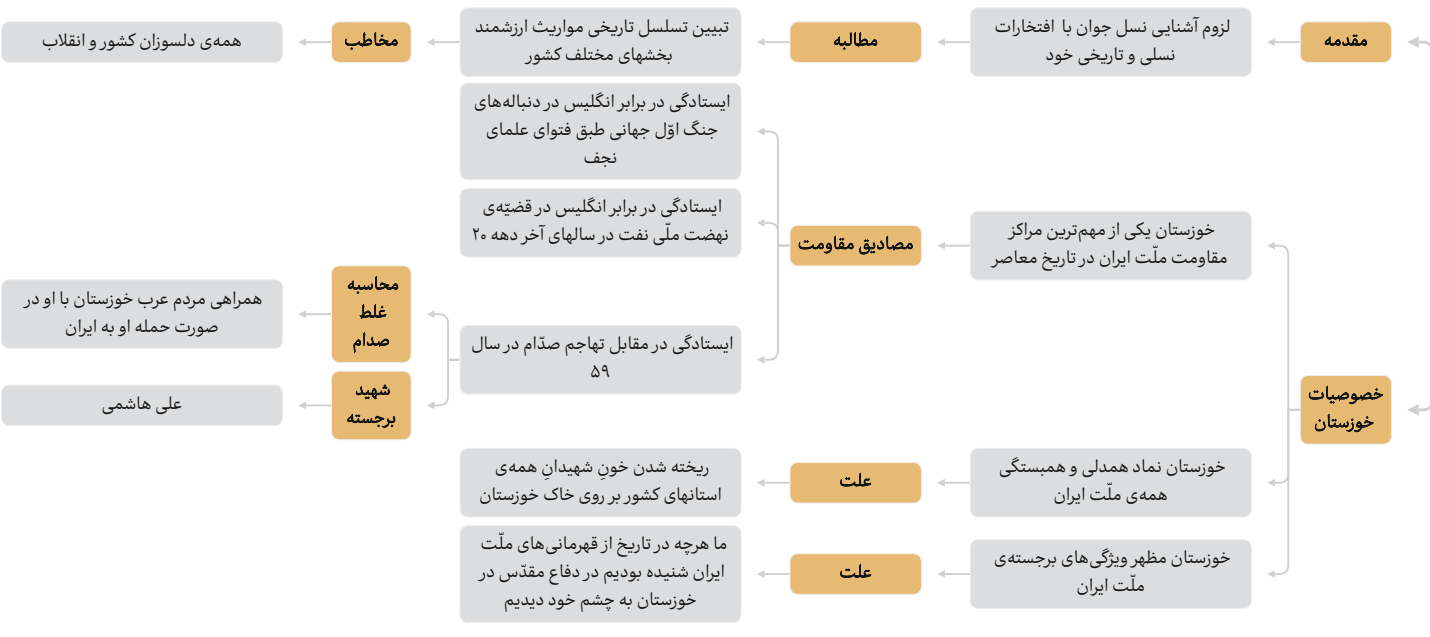 مقدمه
لزوم آشنایی نسل جوان با افتخارات
نسلی و تاریخی خود
مطالبه
تبیین تسلسل تاریخی مواریث ارزشمند
بخشهای مختلف کشور
مخاطب
همه‌ی دلسوزان کشور و انقلاب
خصوصیات
خوزستان
خوزستان یکی از مهم‌ترین مراکز
مقاومت ملّت ایران در تاریخ معاصر
مصادیق مقاومت
ایستادگی در برابر انگلیس در دنباله‌های
جنگ اوّل جهانی طبق فتوای علمای
نجف
ایستادگی در برابر انگلیس در قضیّه‌ی
نهضت ملّی نفت در سالهای آخر دهه ۲۰
ایستادگی در مقابل تهاجم صدّام در سال
۵۹
محاسبه
غلط
صدام
همراهی مردم عرب خوزستان با او در
صورت حمله او به ایران
شهید
برجسته
علی هاشمی
خوزستان نماد همدلی و همبستگی
همه‌ی ملّت ایران
علت
ریخته شدن خونِ شهیدانِ همه‌ی
استانهای کشور بر روی خاک خوزستان
خوزستان مظهر ویژگی‌های برجسته‌ی
ملّت ایران
علت
ما هرچه در تاریخ از قهرمانی‌های ملّت
ایران شنیده بودیم در دفاع مقدّس در
خوزستان به چشم خود دیدیم